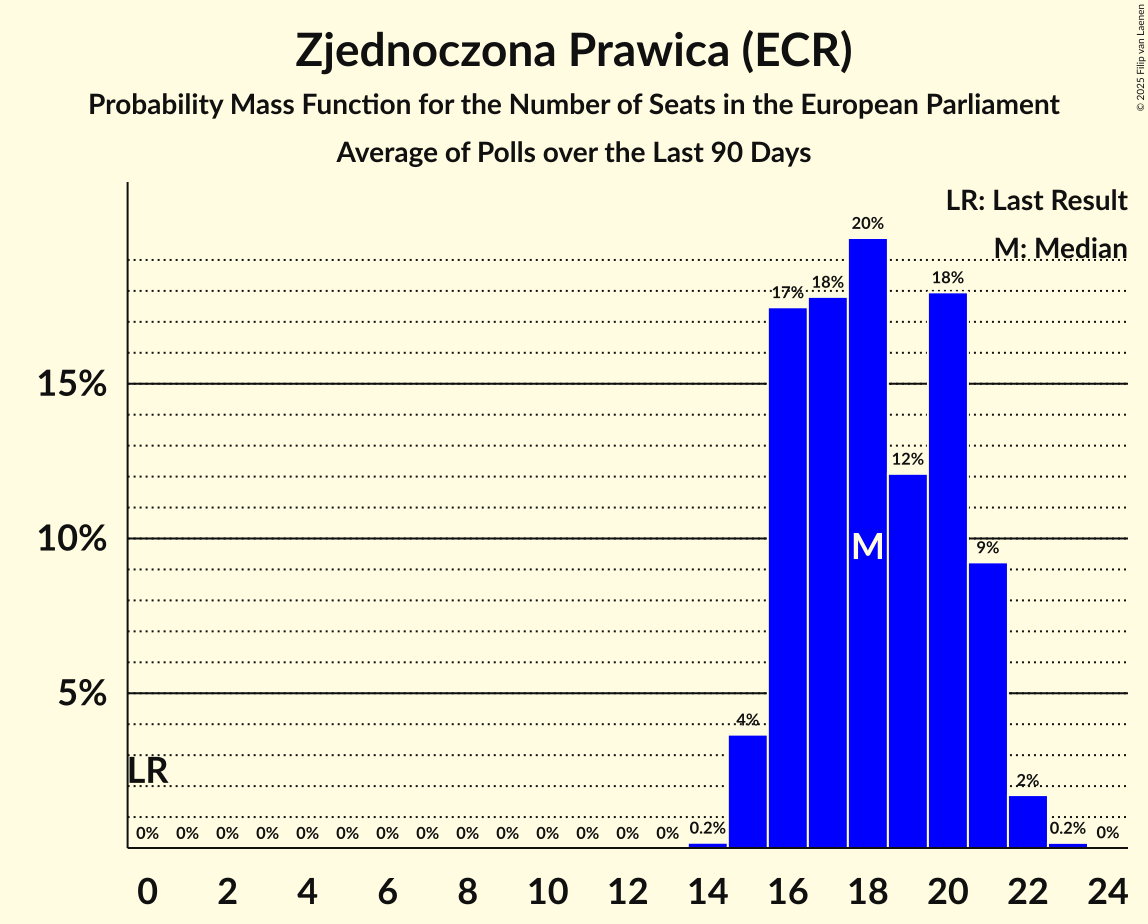 Zjednoczona Prawica (ECR)
Probability Mass Function for the Number of Seats in the European Parliament
Average of Polls over the Last 90 Days
© 2025 Filip van Laenen
LR: Last Result
M: Median
20%
18%
18%
17%
15%
12%
10%
M
9%
5%
4%
LR
2%
0% 0% 0% 0% 0% 0% 0% 0% 0% 0% 0% 0% 0% 0% 0.2% 0.2% 0%
0 2 4 6 8 10 12 14 16 18 20 22 24